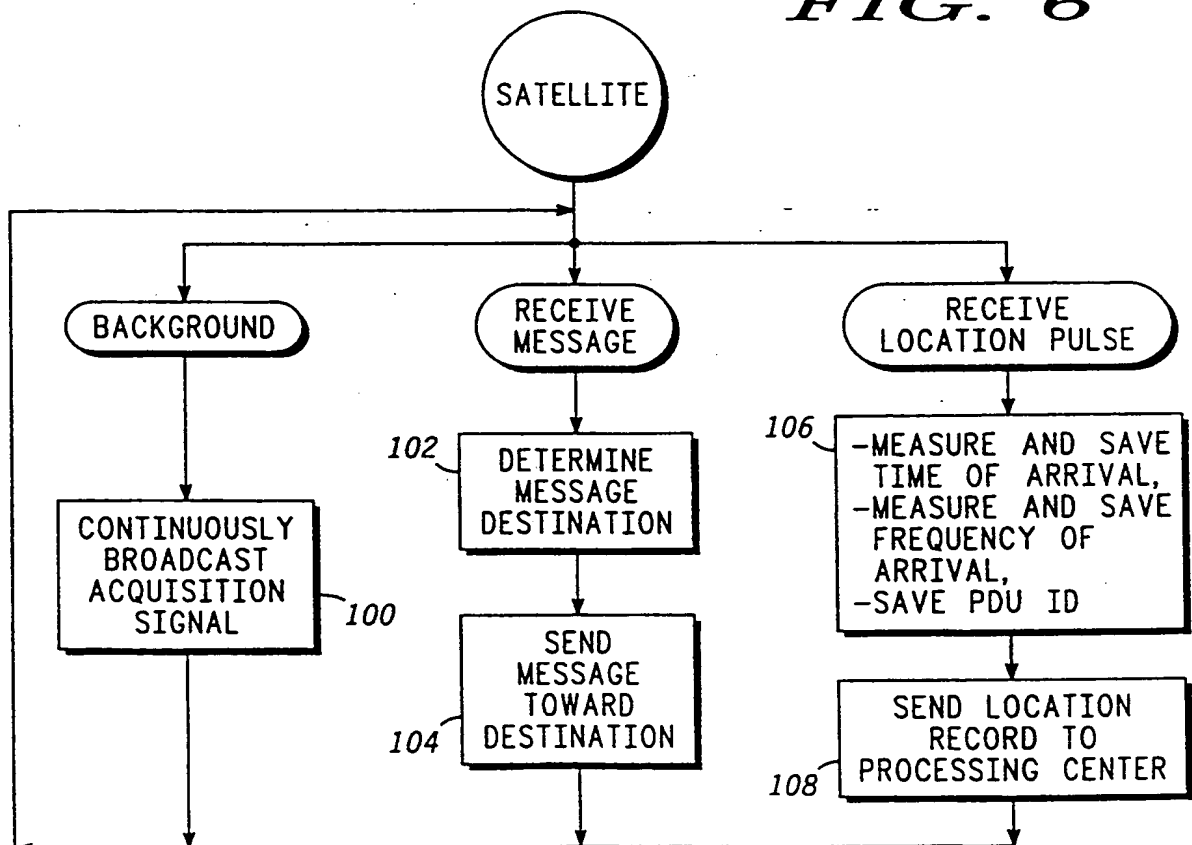 FIG. 6
SATELLITE
BACKGROUND
RECEIVE
MESSAGE
RECEIVE
LOCATION PULSE
102
DETERMINE
MESSAGE
DESTINATION
106
-MEASURE AND SAVE
TIME OF ARRIVAL,
-MEASURE AND SAVE
FREQUENCY OF
ARRIVAL,
-SAVE PDU ID
CONTINUOUSLY
BROADCAST
ACQUISITION
SIGNAL
100
SEND
MESSAGE
TOWARD
DESTINATION
104
SEND LOCATION
RECORD TO
PROCESSING CENTER
108